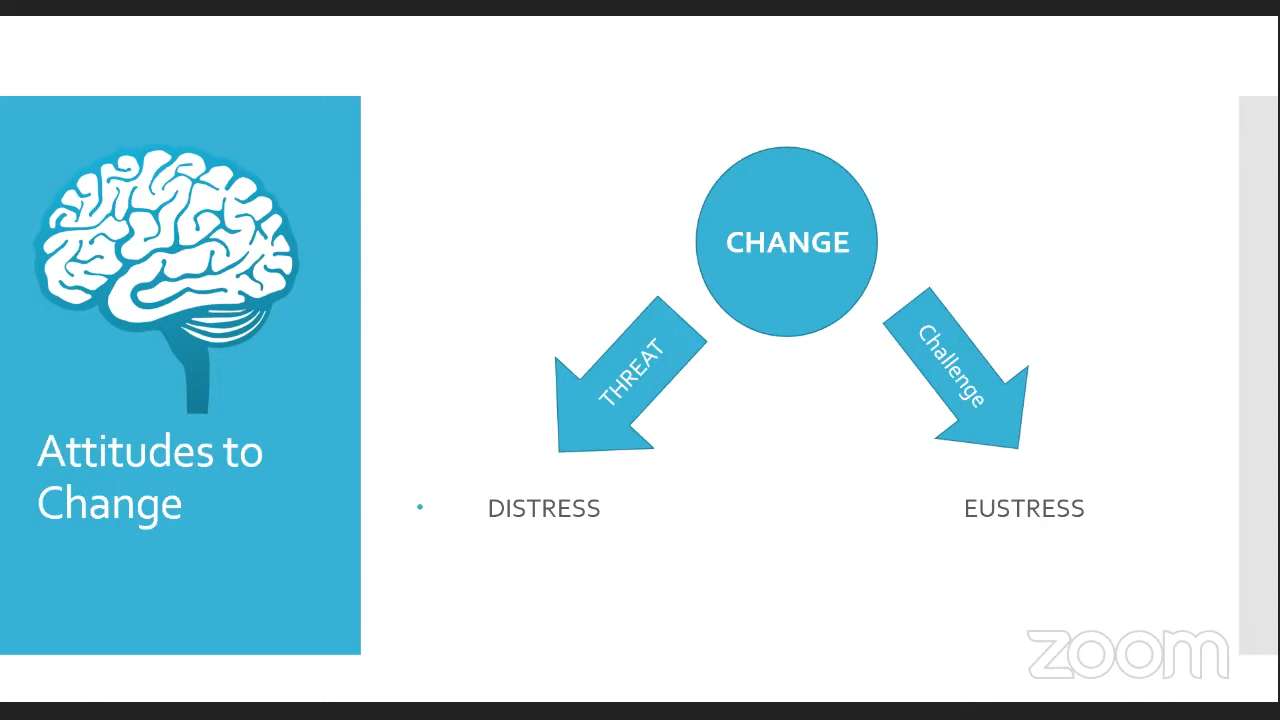 Attitudes to
Change
CHANGE
THREAT
Challenge
• DISTRESS EUSTRESS
zoom